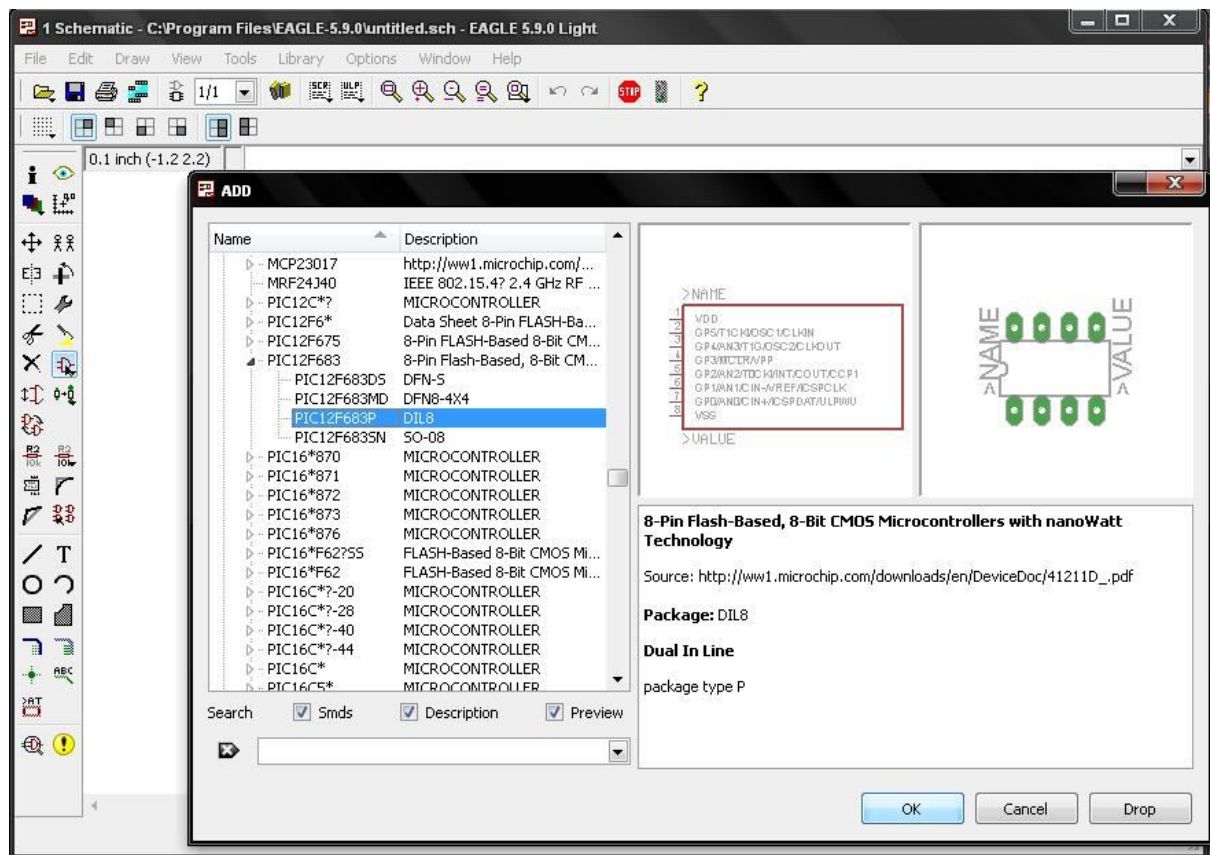 1 Schematic - C:\Program Files\EAGLE-5.9.0\untitled.sch - EAGLE 5.9.0 Light
File Edit Draw View Tools Library Options Window Help
1/1
0.1 inch (-1.2 2.2)
ADD
Name Description
MCP23017 http://ww1.microchip.com/...
MRF24J40 IEEE 802.15.4? 2.4 GHz RF ...
PIC12C*? MICROCONTROLLER
PIC12F6* Data Sheet 8-Pin FLASH-Ba...
PIC12F675 8-Pin FLASH-Based 8-Bit CM...
PIC12F683 8-Pin Flash-Based, 8-Bit CM...
PIC12F683DS DFN-S
PIC12F683MD DFN8-4X4
PIC12F683P DIL8
PIC12F683SN SO-08
PIC16*870 MICROCONTROLLER
PIC16*871 MICROCONTROLLER
PIC16*872 MICROCONTROLLER
PIC16*873 MICROCONTROLLER
PIC16*876 MICROCONTROLLER
PIC16*F62?SS FLASH-Based 8-Bit CMOS Mi...
PIC16*F62 FLASH-Based 8-Bit CMOS Mi...
PIC16C*?-20 MICROCONTROLLER
PIC16C*?-28 MICROCONTROLLER
PIC16C*?-40 MICROCONTROLLER
PIC16C*?-44 MICROCONTROLLER
PIC16C* MICROCONTROLLER
PIC16C5* MICROCONTROLLER
Search Smds Description Preview
>NAME
1 VDD
2 GP5/T1CKI/OSC1/CLKIN
3 GP4/AN3/T1G/OSC2/CLKOUT
4 GP3/MCLR/VPP
5 GP2/AN2/T0CKI/INT/COUT/CCP1
6 GP1/AN1/CIN-/VREF/ICSPCLK
7 GP0/AN0/CIN+/ICSPDAT/ULPWU
8 VSS
>VALUE
>NAME
>VALUE
8-Pin Flash-Based, 8-Bit CMOS Microcontrollers with nanoWatt
Technology
Source: http://ww1.microchip.com/downloads/en/DeviceDoc/41211D_.pdf
Package: DIL8
Dual In Line
package type P
OK Cancel Drop